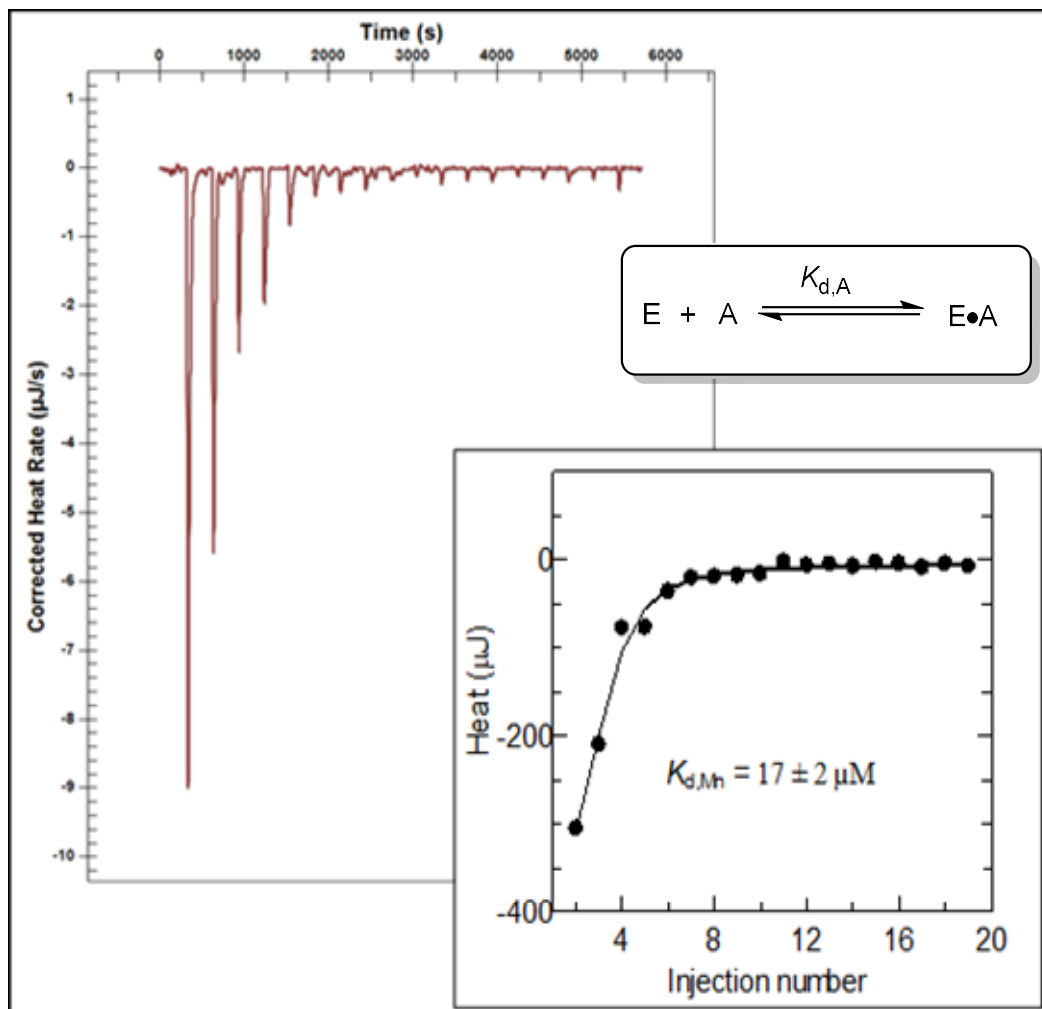 Time (s)
0 1000 2000 3000 4000 5000 6000
Corrected Heat Rate (µJ/s)
1
0
-1
-2
-3
-4
-5
-6
-7
-8
-9
-10
K d,A
E + A E•A
Heat (µJ)
0
-200
-400
K d,Mn = 17 ± 2 µM
4 8 12 16 20
Injection number